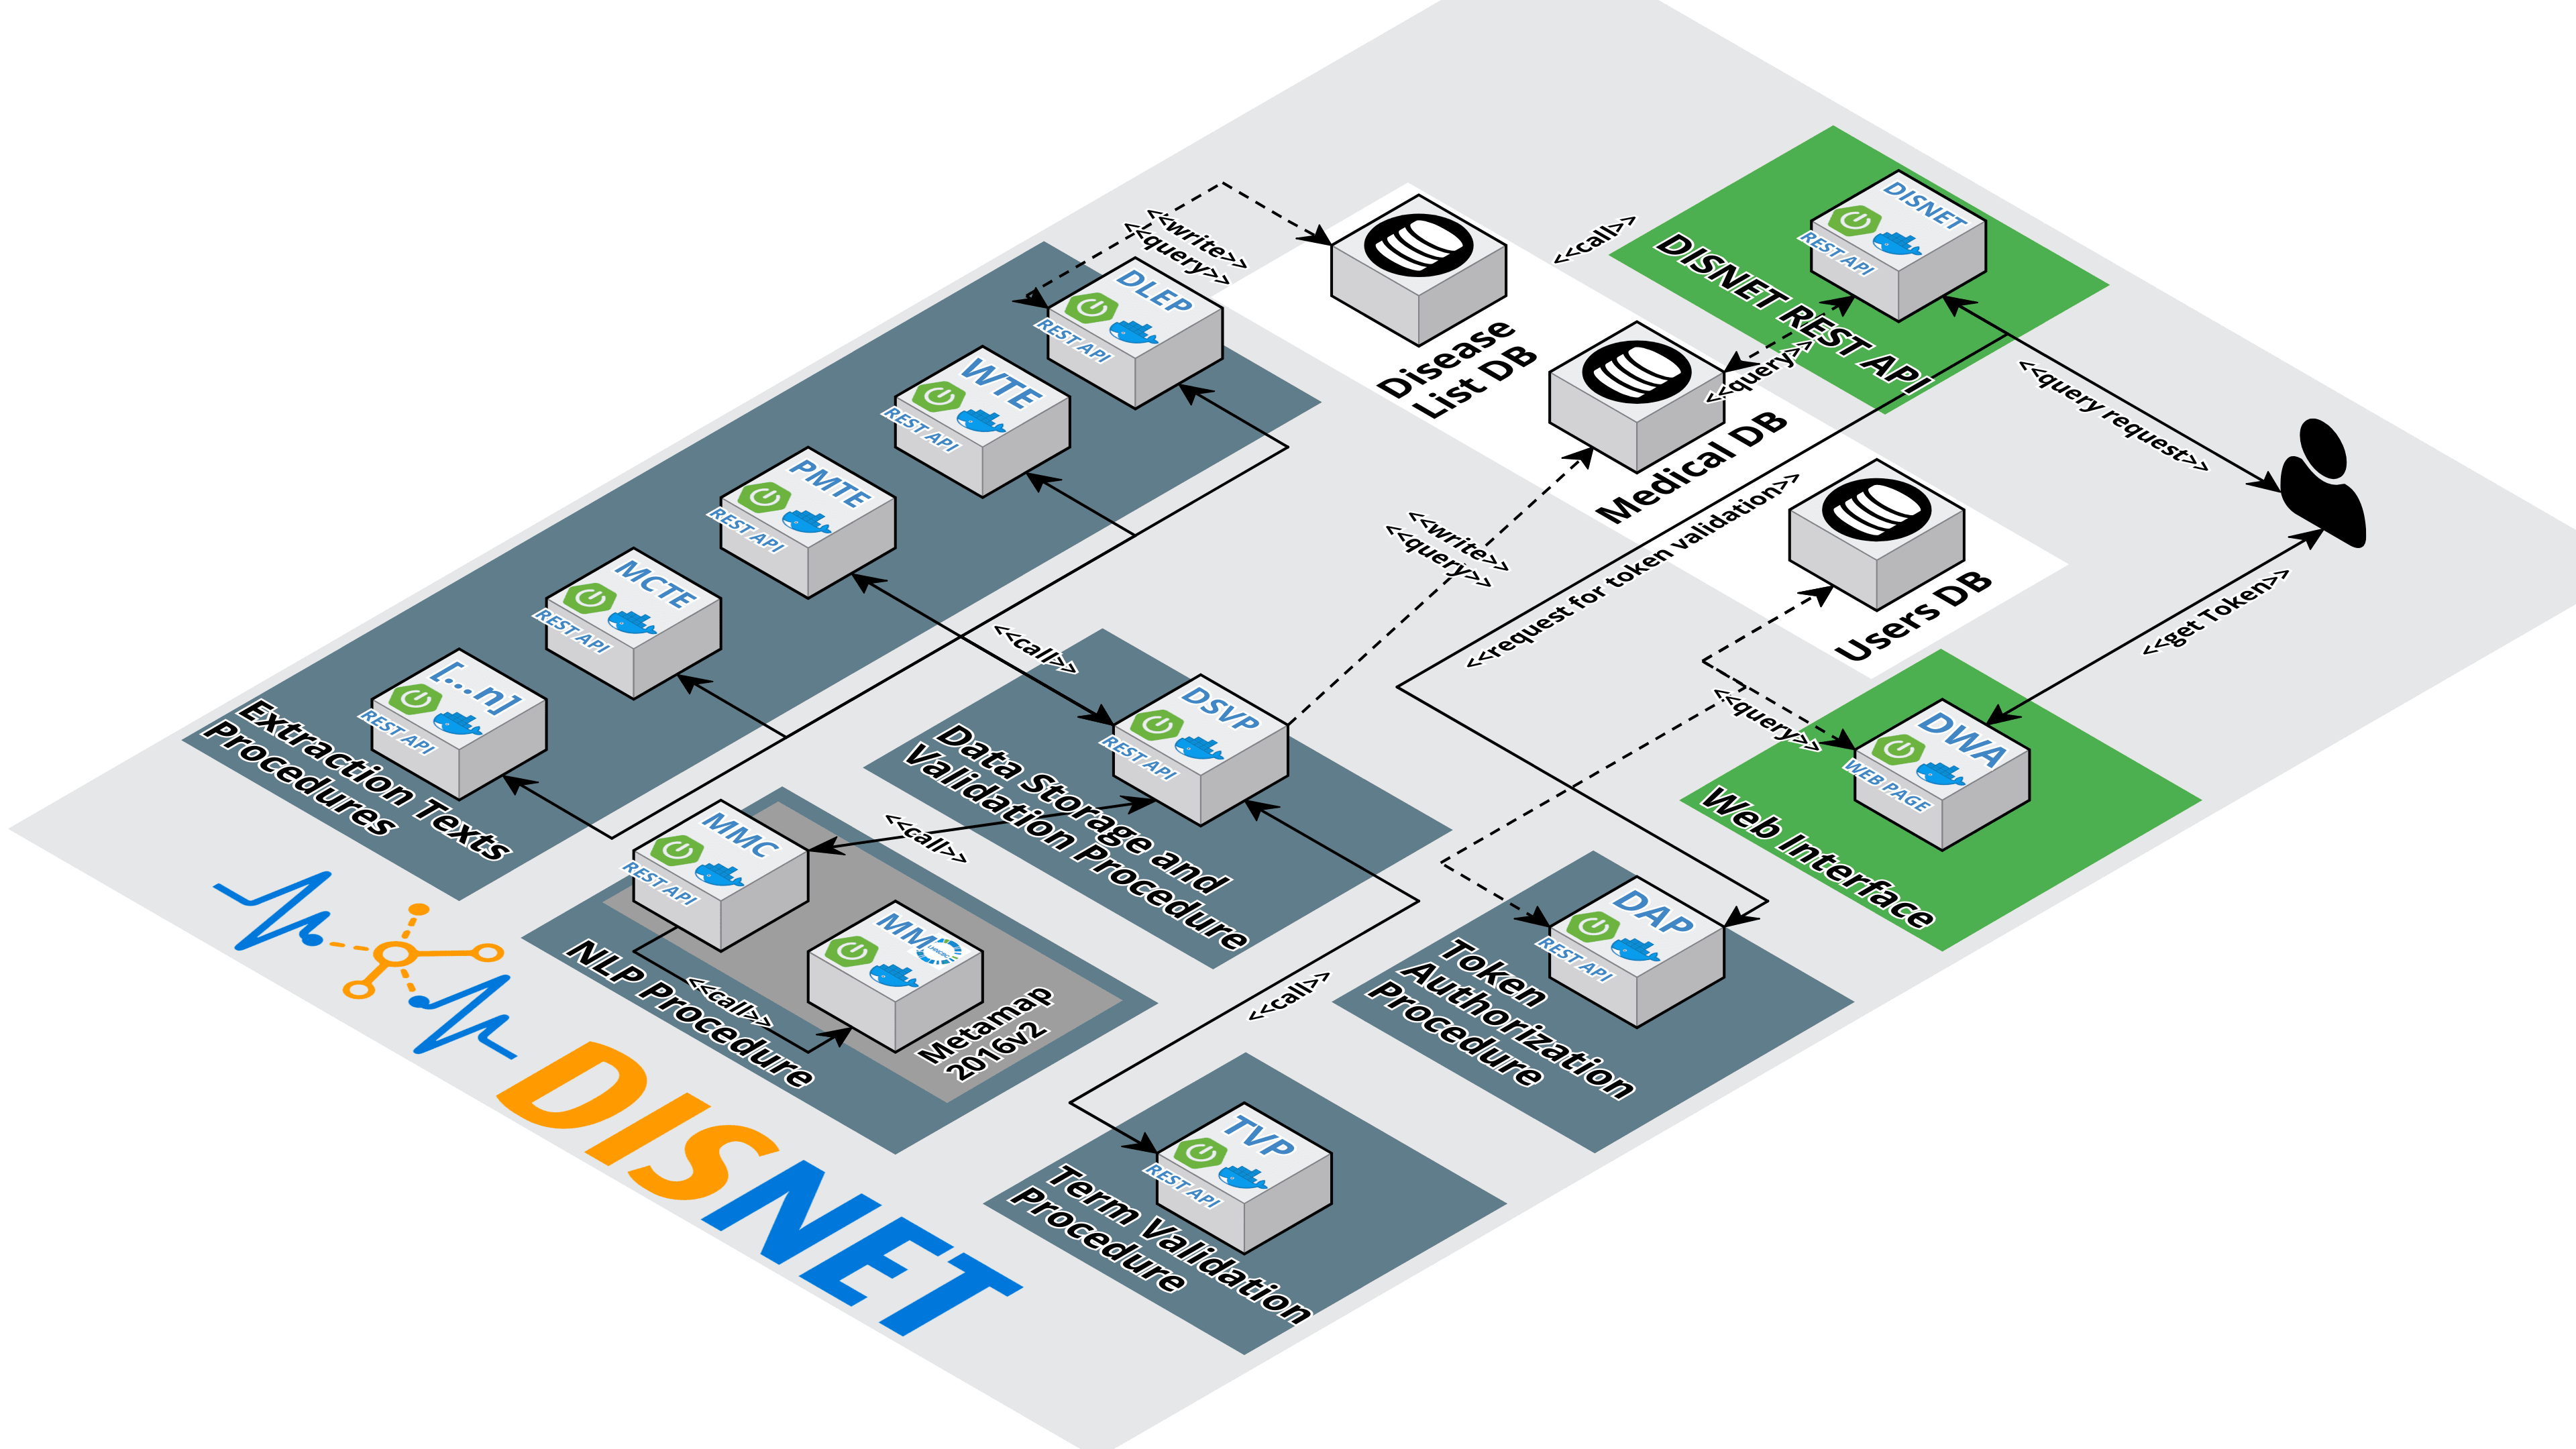 DISNET
REST API
DISNET REST API
<<call>>
<<write>>
<<query>>
DLEP
REST API
Disease
List DB
<<query>>
Medical DB
<<query request>>
WTE
REST API
PMTE
REST API
MCTE
REST API
[...n]
REST API
Extraction Texts
Procedures
<<write>>
<<query>>
<<request for token validation>>
Users DB
<<get Token>>
<<call>>
DSVP
REST API
Data Storage and
Validation Procedure
<<query>>
DWA
WEB PAGE
Web Interface
MMC
REST API
<<call>>
MM
<<call>>
NLP Procedure
Metamap
2016v2
DAP
REST API
Token
Authorization
Procedure
<<call>>
TVP
REST API
Term Validation
Procedure
DISNET